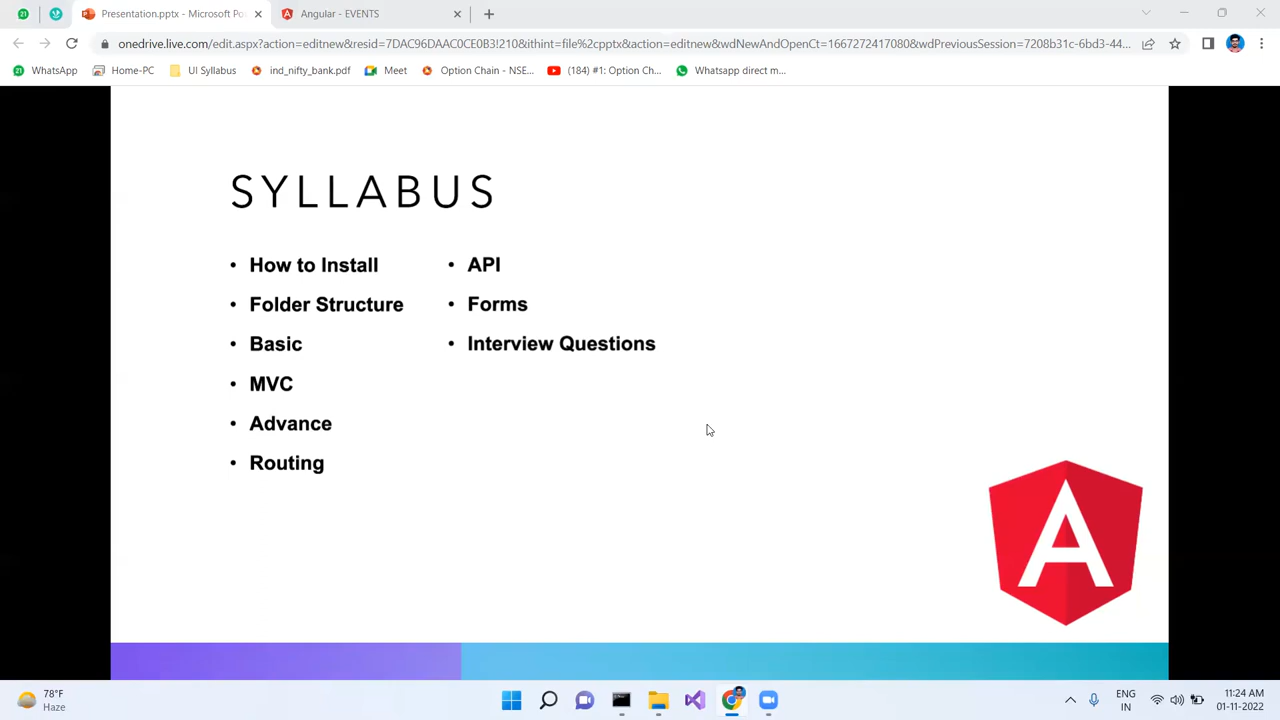 21
Presentation.pptx - Microsoft Po
Angular - EVENTS
onedrive.live.com/edit.aspx?action=editnew&resid=7DAC96DAAC0CE0B3!2131&ithint=file%2cpptx&action=editnew&wdNewAndOpenCt=1667272417080&wdPreviousSession=7208b31c-6bd3-44...
21 WhatsApp
Home-PC
UI Syllabus
ind_nifty_bank.pdf
Meet
Option Chain - NSE...
(184) #1: Option Ch...
Whatsapp direct m...
SYLLABUS
• How to Install
• Folder Structure
• Basic
• MVC
• Advance
• Routing
• API
• Forms
• Interview Questions
A
78°F
Haze
ENG
IN
11:24 AM
01-11-2022